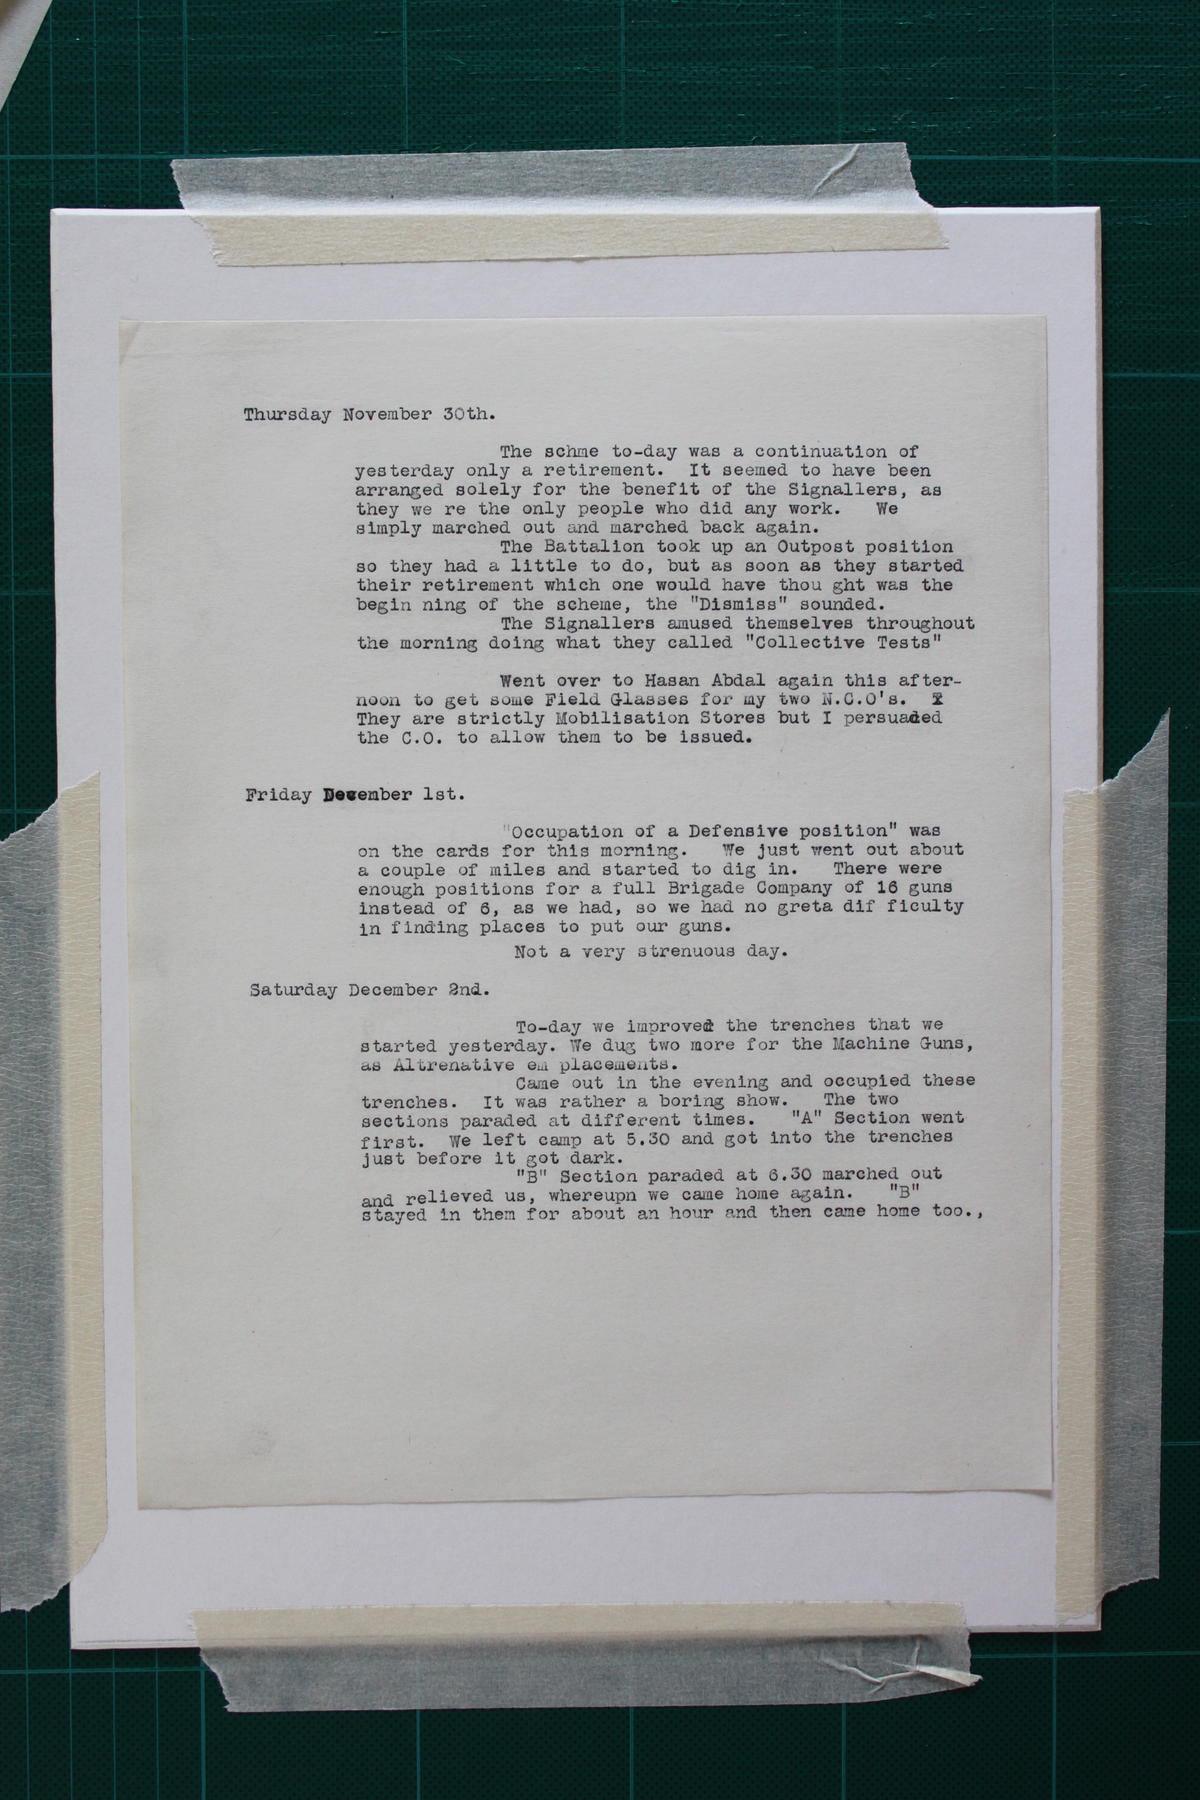 Thursday November 30th.
The schme to-day was a continuation of
yesterday only a retirement. It seemed to have been
arranged solely for the benefit of the Signallers, as
they we re the only people who did any work. We
simply marched out and marched back again.
The Battalion took up an Outpost position
so they had a little to do, but as soon as they started
their retirement which one would have thou ght was the
begin ning of the scheme, the "Dismiss" sounded.
The Signallers amused themselves throughout
the morning doing what they called "Collective Tests"
Went over to Hasan Abdal again this after-
noon to get some Field Glasses for my two N.C.O's.
They are strictly Mobilisation Stores but I persuaded
the C.O. to allow them to be issued.
Friday December 1st.
"Occupation of a Defensive position" was
on the cards for this morning. We just went out about
a couple of miles and started to dig in. There were
enough positions for a full Brigade Company of 16 guns
instead of 6, as we had, so we had no greta dif ficulty
in finding places to put our guns.
Not a very strenuous day.
Saturday December 2nd.
To-day we improved the trenches that we
started yesterday. We dug two more for the Machine Guns,
as Altrenative em placements.
Came out in the evening and occupied these
trenches. It was rather a boring show. The two
sections paraded at different times. "A" Section went
first. We left camp at 5.30 and got into the trenches
just before it got dark.
"B" Section paraded at 6.30 marched out
and relieved us, whereupn we came home again. "B"
stayed in them for about an hour and then came home too.,